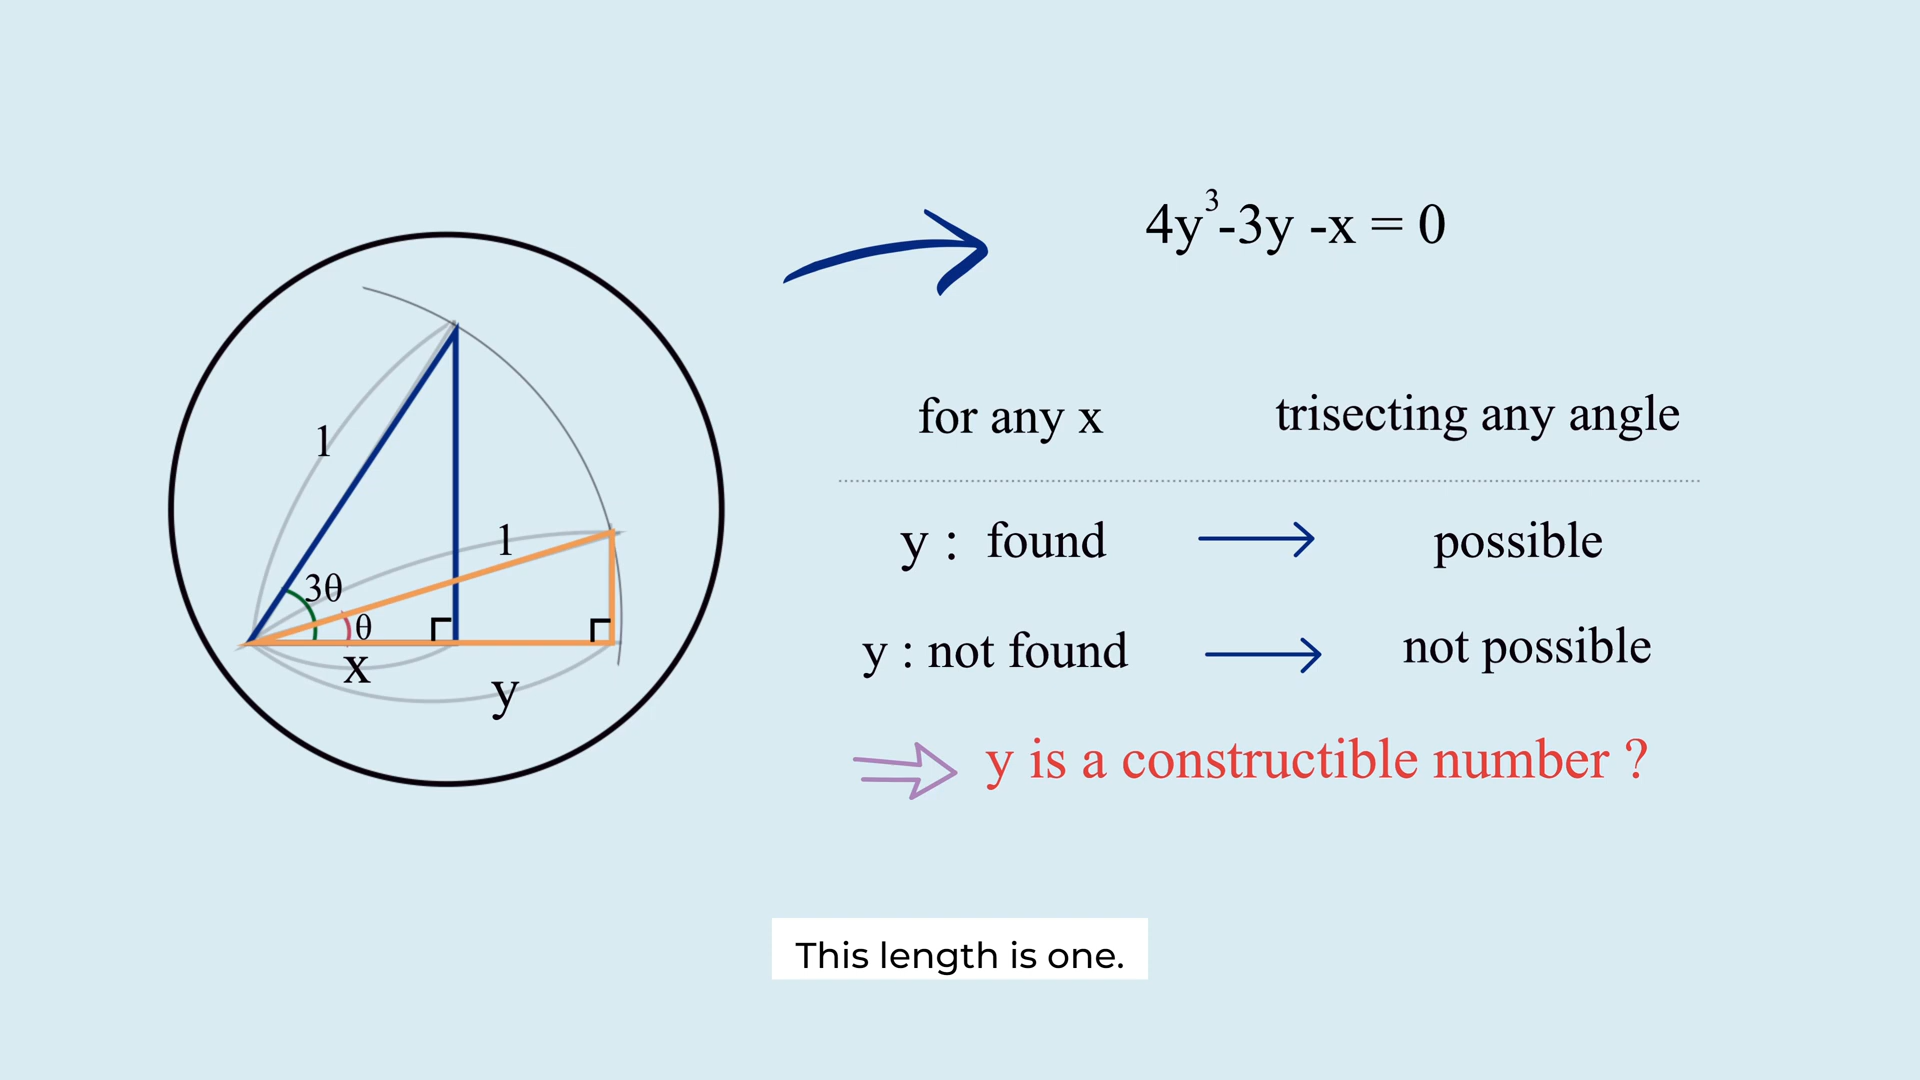 4y³-3y -x = 0
for any x trisecting any angle
1
1
y : found possible
3θ
θ
x
y : not found not possible
y
y is a constructible number ?
This length is one.